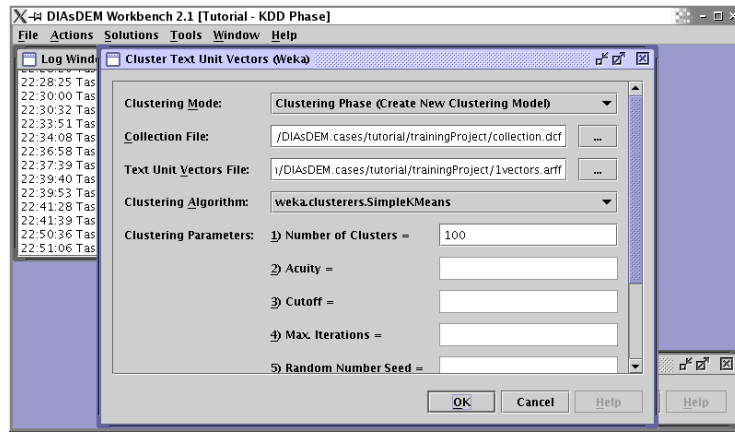 DIAsDEM Workbench 2.1 [Tutorial - KDD Phase]
File Actions Solutions Tools Window Help
Log Wind
Cluster Text Unit Vectors (Weka)
22:28:25 Tas
22:30:00 Tas
22:30:32 Tas
22:33:51 Tas
22:34:08 Tas
22:36:58 Tas
22:37:39 Tas
22:39:40 Tas
22:39:53 Tas
22:41:28 Tas
22:41:39 Tas
22:50:36 Tas
22:51:06 Tas
Clustering Mode: Clustering Phase (Create New Clustering Model)
Collection File: /DIAsDEM.cases/tutorial/trainingProject/collection.dcf ...
Text Unit Vectors File: /DIAsDEM.cases/tutorial/trainingProject/1vectors.arff ...
Clustering Algorithm: weka.clusterers.SimpleKMeans
Clustering Parameters: 1) Number of Clusters = 100
2) Acuity =
3) Cutoff =
4) Max. Iterations =
5) Random Number Seed =
OK Cancel Help
Help